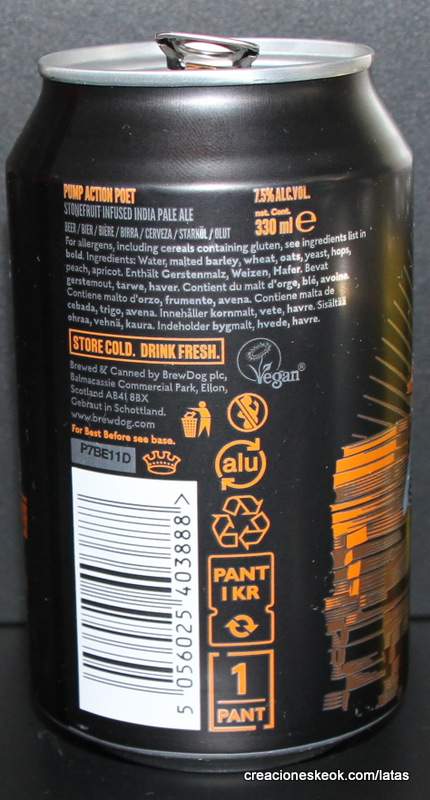 PUMP ACTION POET
STONEFRUIT INFUSED INDIA PALE ALE
7.5% ALC.VOL.
net. Cont.
330 ml e
BEER / BIER / BIÈRE / BIRRA / CERVEZA / STARKÖL / OLUT
For allergens, including cereals containing gluten, see ingredients list in
bold. Ingredients: Water, malted barley, wheat, oats, yeast, hops,
peach, apricot. Enthält Gerstenmalz, Weizen, Hafer. Bevat
gerstemout, tarwe, haver. Contient du malt d'orge, blé, avoine.
Contiene malto d'orzo, frumento, avena. Contiene malta de
cebada, trigo, avena. Innehåller kornmalt, vete, havre. Sisältää
ohraa, vehnä, kaura. Indeholder bygmalt, hvede, havre.
STORE COLD. DRINK FRESH.
Vegan®
Brewed & Canned by BrewDog plc,
Balmacassie Commercial Park, Ellon,
Scotland AB41 8BX
Gebraut in Schottland.
www.brewdog.com
For Best Before see base.
P7BE11D
alu
PANT
1 KR
1
PANT
5 056025 403888 >
creacioneskeok.com/latas